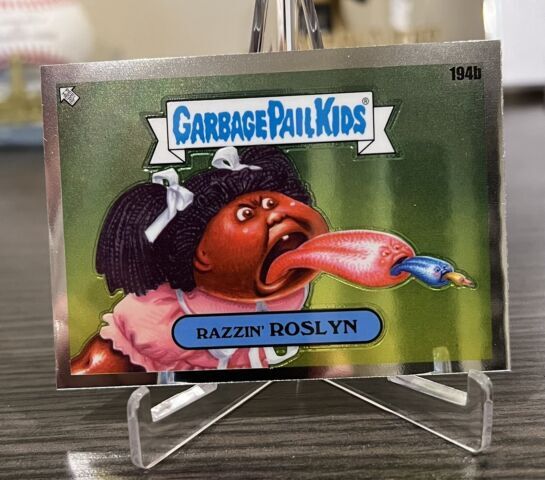 194b
GARBAGE PAIL KIDS®
RAZZIN' ROSLYN